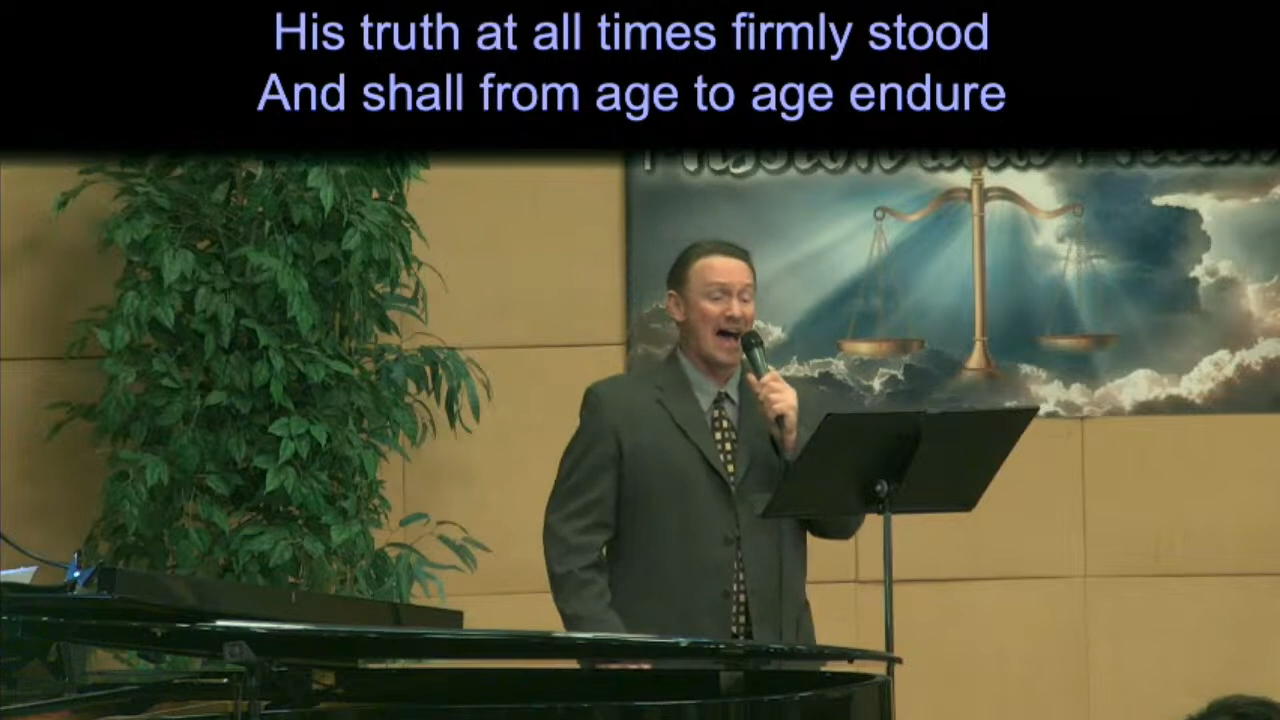 His truth at all times firmly stood
And shall from age to age endure